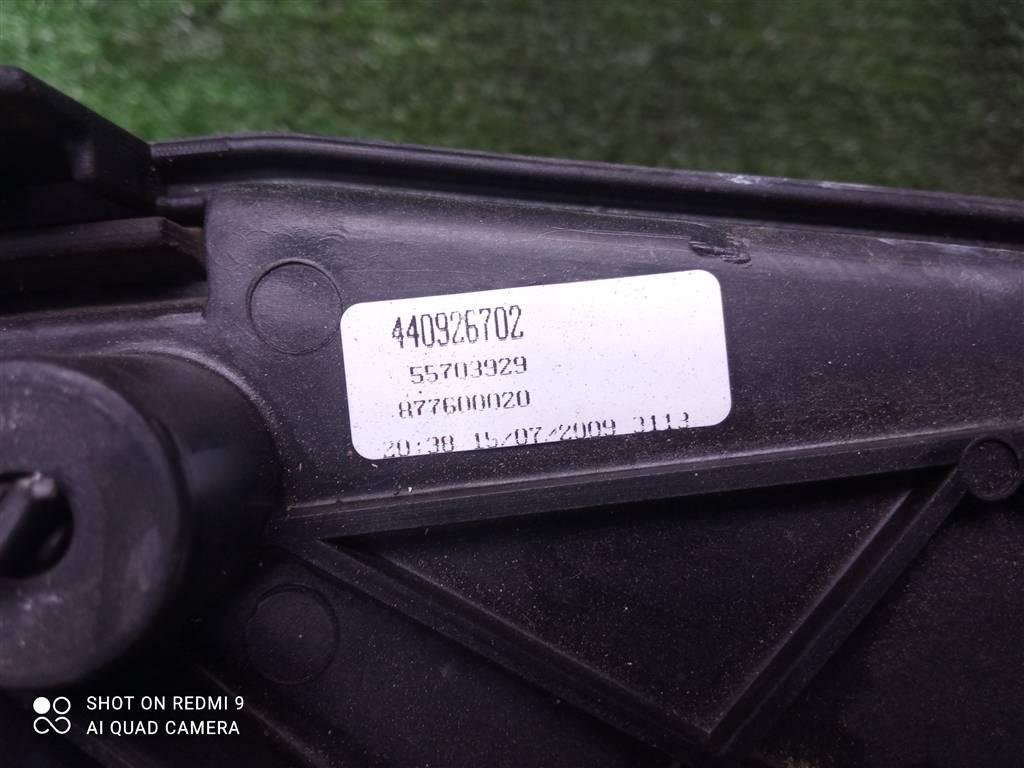 440926702
55703929
877600020
20:38 15/07/2009 3113
SHOT ON REDMI 9
AI QUAD CAMERA